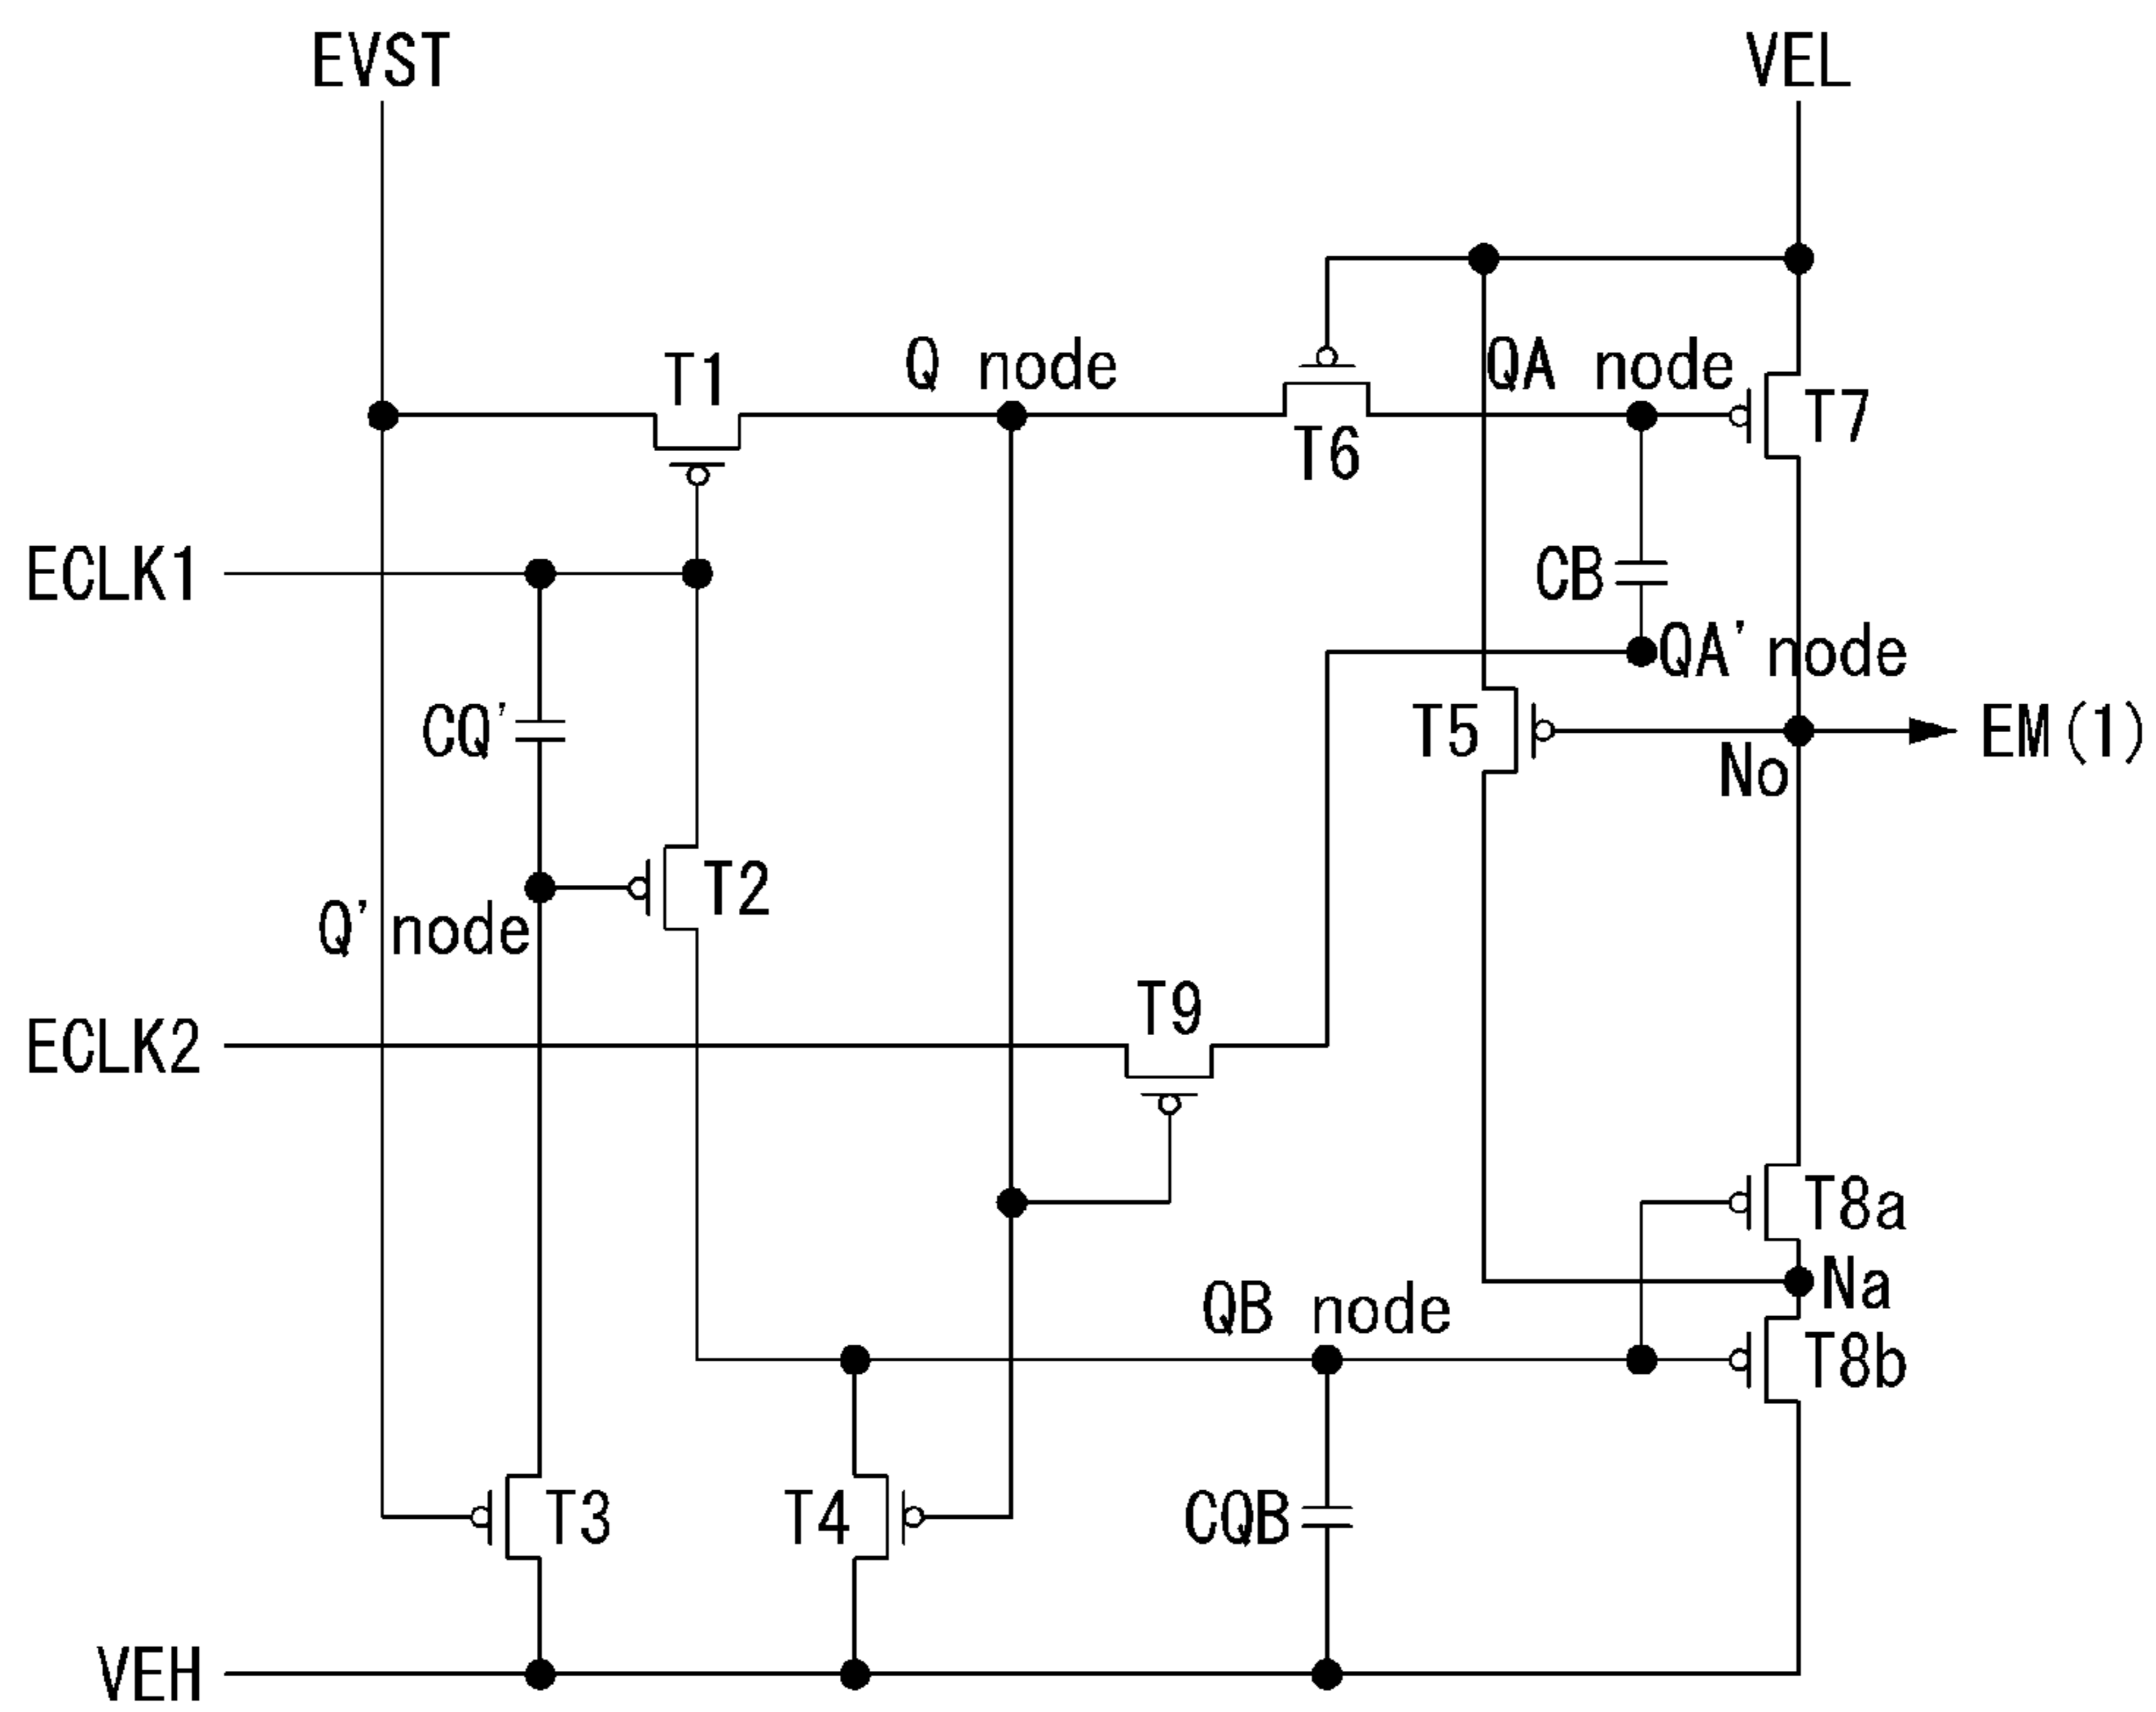 EVST
VEL
T1
Q node
QA node
T7
T6
ECLK1
CB
QA' node
CQ'
T5
EM(1)
No
T2
Q' node
T9
ECLK2
T8a
QB node
Na
T8b
T3
T4
CQB
VEH